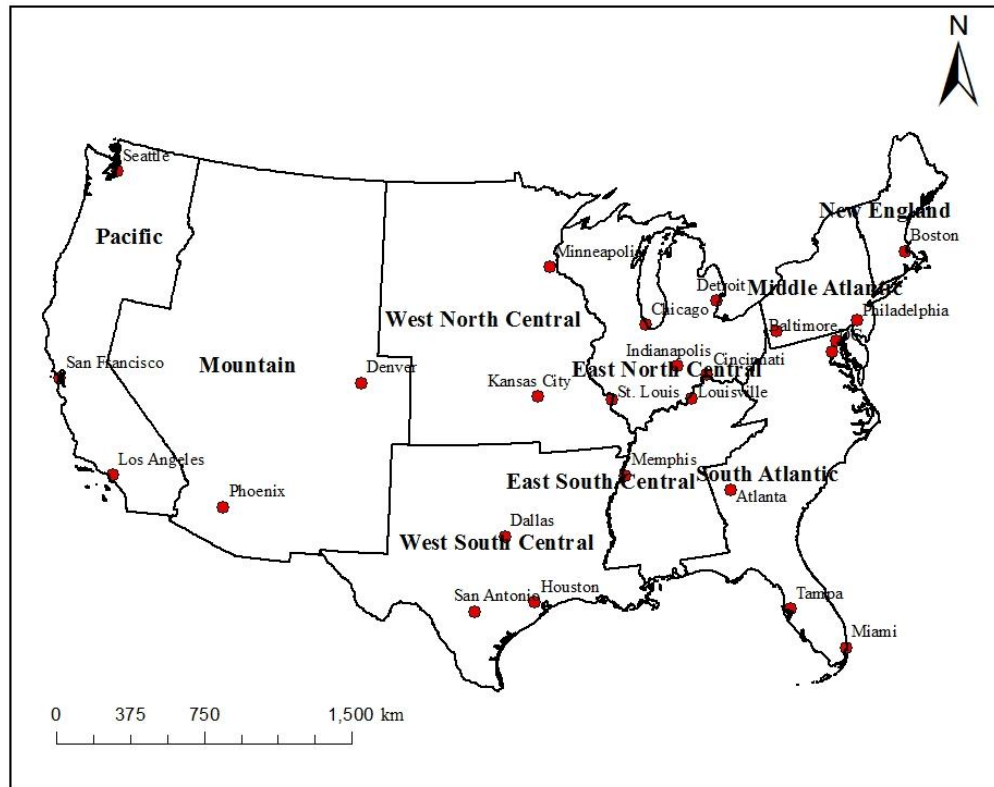 N
Seattle
New England
Pacific
Boston
Minneapolis
Detroit
Middle Atlantic
West North Central
Chicago
Philadelphia
Baltimore
Indianapolis
San Francisco
Mountain
Denver
East North Central
Cincinnati
Kansas City
St. Louis
Louisville
Los Angeles
Memphis
East South Central
South Atlantic
Phoenix
Atlanta
Dallas
West South Central
San Antonio
Houston
Tampa
Miami
0 375 750 1,500 km